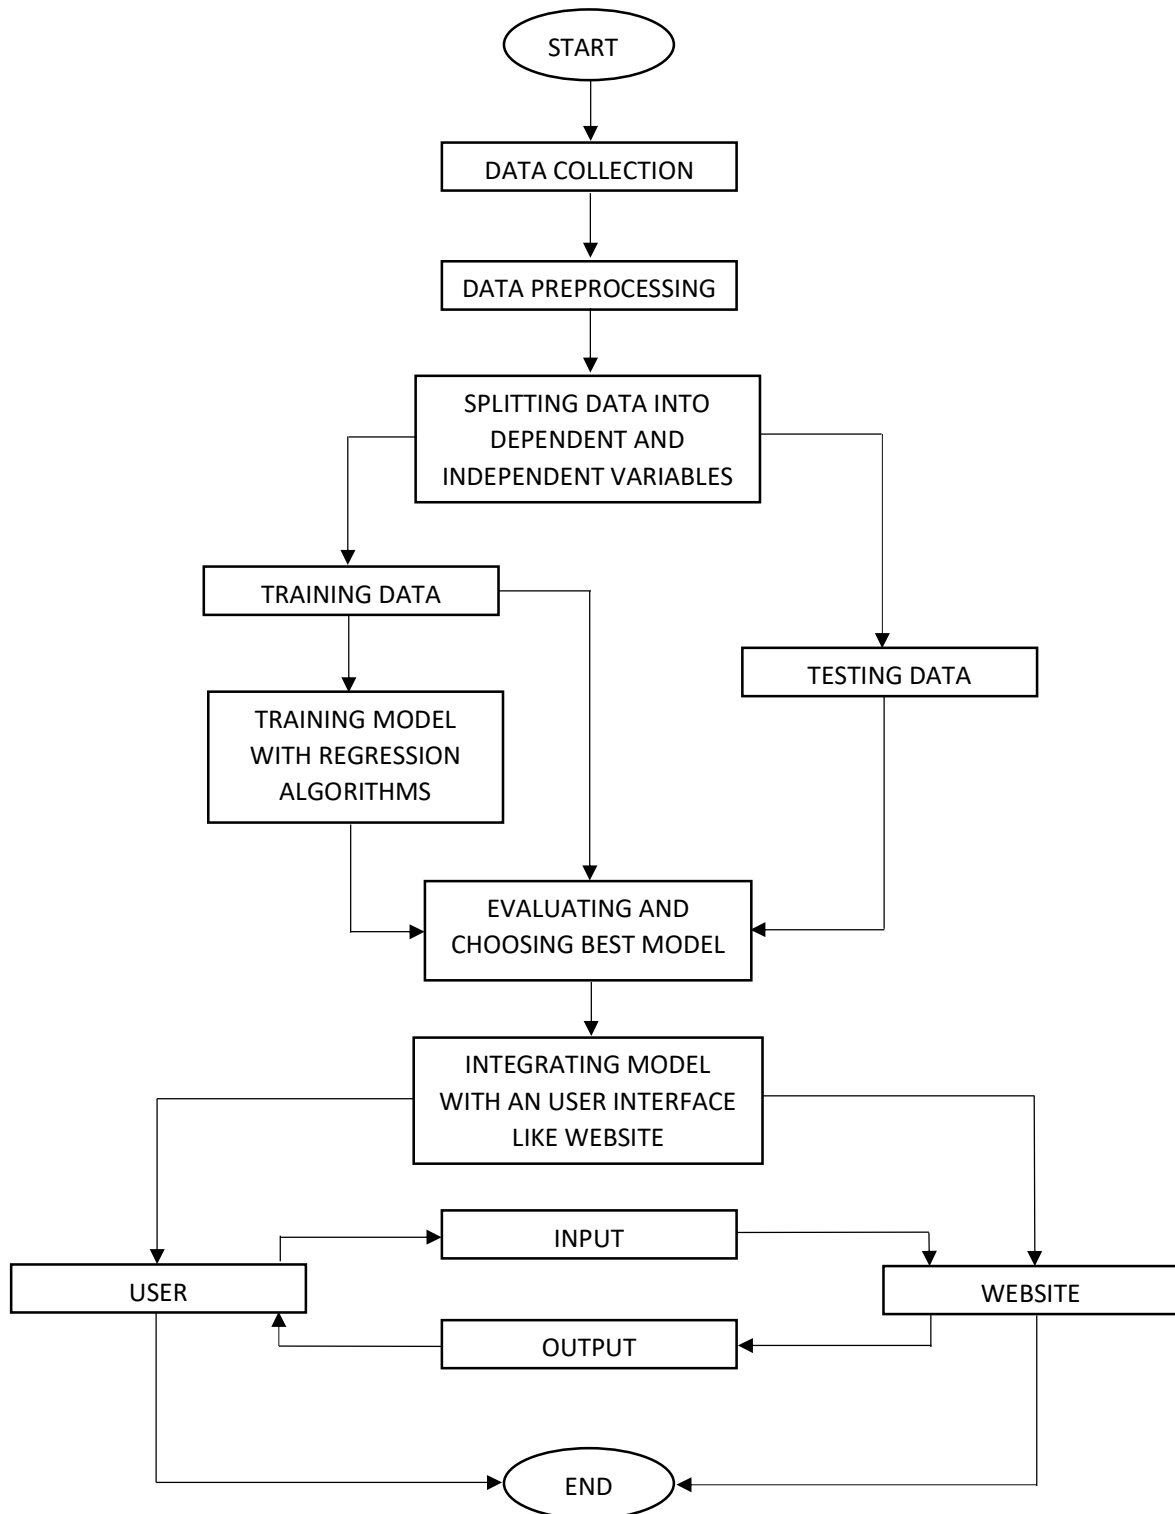 START
DATA COLLECTION
DATA PREPROCESSING
SPLITTING DATA INTO
DEPENDENT AND
INDEPENDENT VARIABLES
TRAINING DATA
TESTING DATA
TRAINING MODEL
WITH REGRESSION
ALGORITHMS
EVALUATING AND
CHOOSING BEST MODEL
INTEGRATING MODEL
WITH AN USER INTERFACE
LIKE WEBSITE
INPUT
USER
WEBSITE
OUTPUT
END